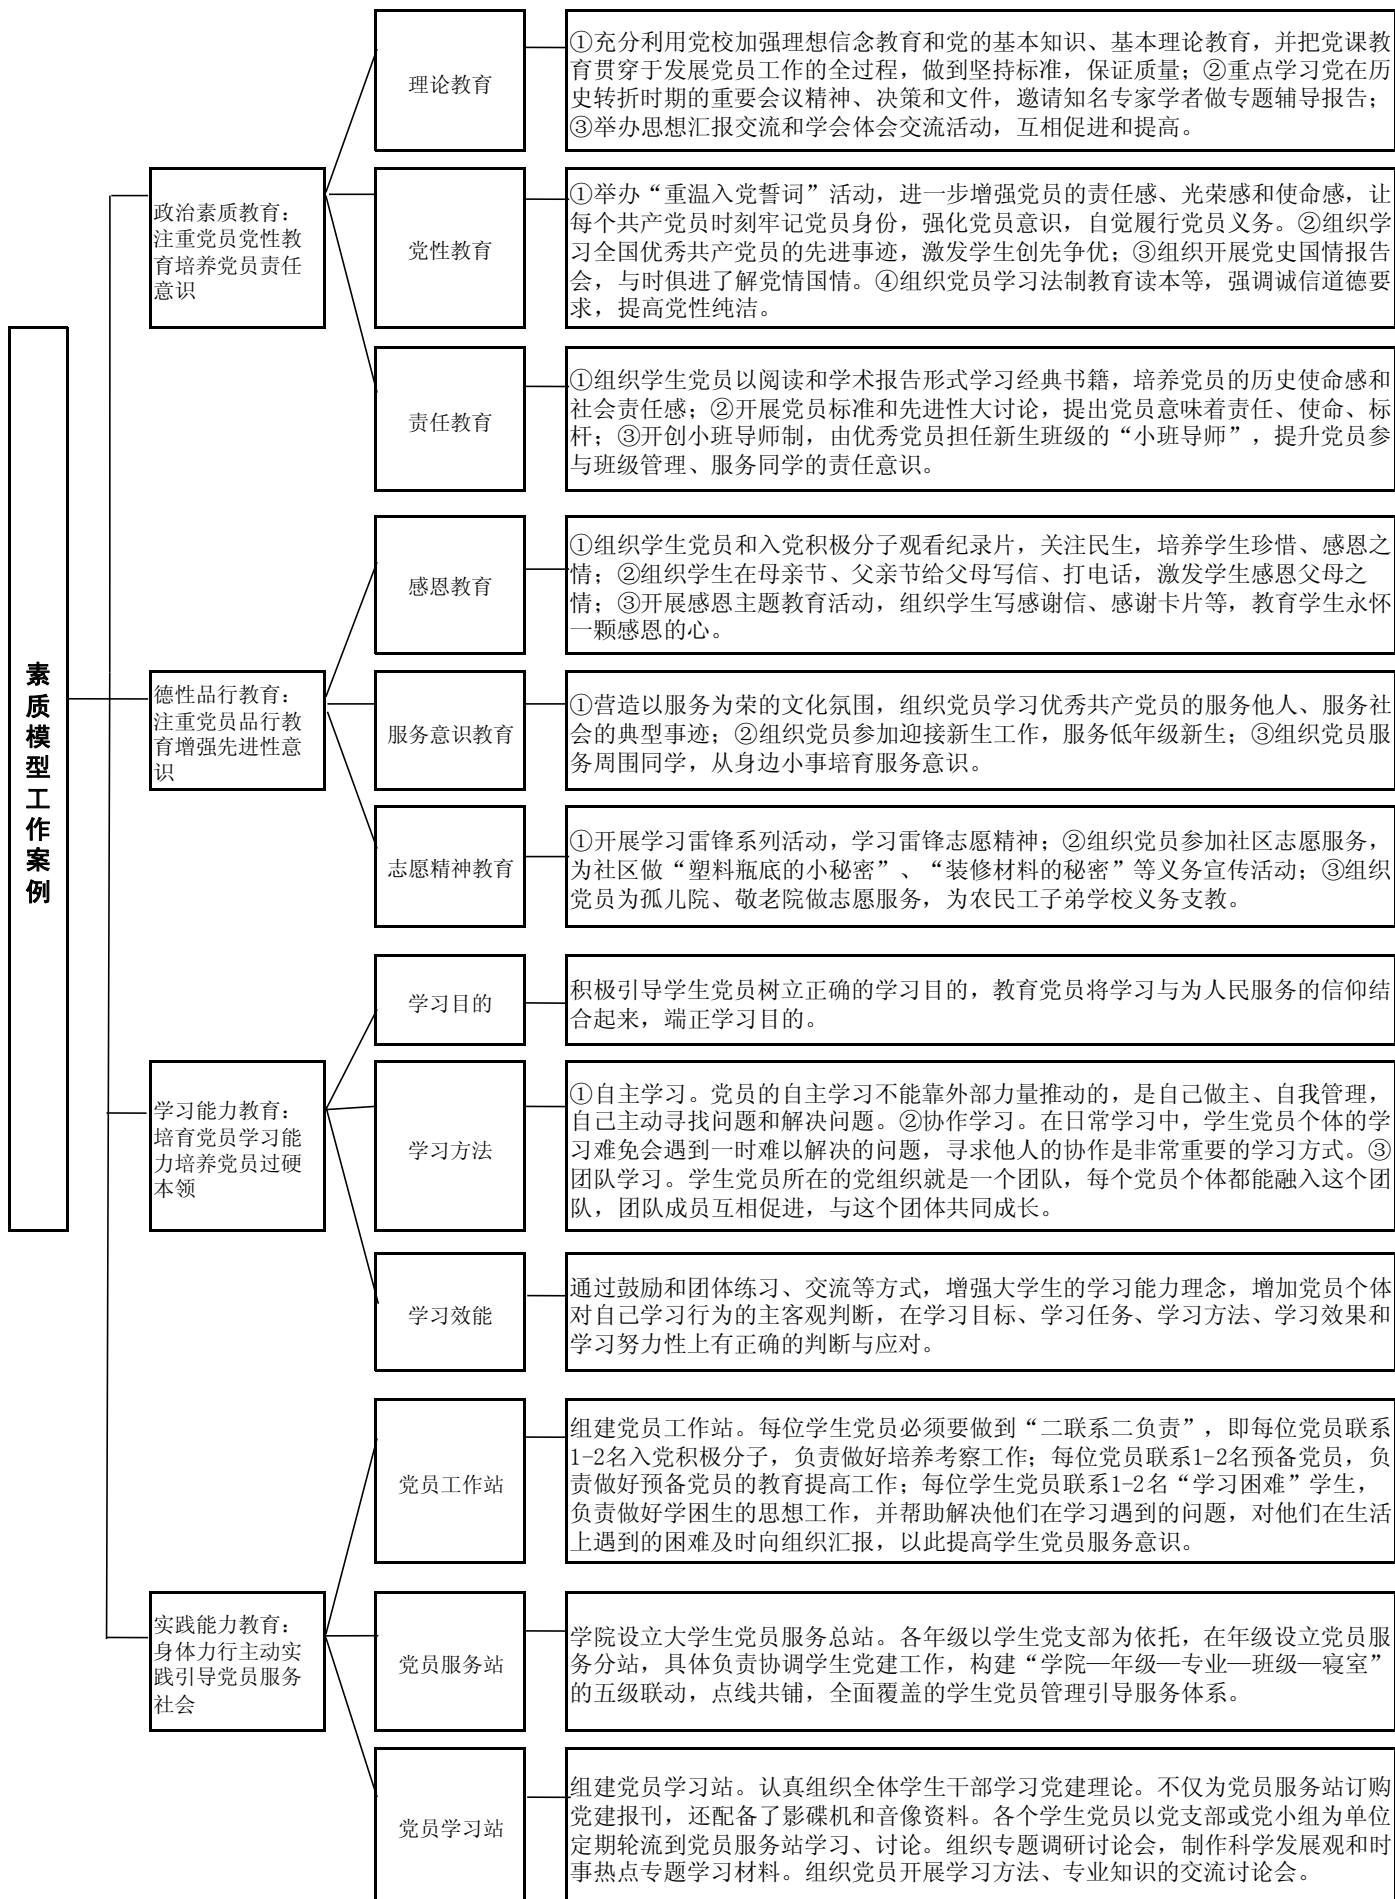 素质模型工作案例
政治素质教育：
注重党员党性教
育培养党员责任
意识
理论教育
①充分利用党校加强理想信念教育和党的基本知识、基本理论教育，并把党课教
育贯穿于发展党员工作的全过程，做到坚持标准，保证质量；②重点学习党在历
史转折时期的重要会议精神、决策和文件，邀请知名专家学者做专题辅导报告；
③举办思想汇报交流和学会体会交流活动，互相促进和提高。
党性教育
①举办“重温入党誓词”活动，进一步增强党员的责任感、光荣感和使命感，让
每个共产党员时刻牢记党员身份，强化党员意识，自觉履行党员义务。②组织学
习全国优秀共产党员的先进事迹，激发学生创先争优；③组织开展党史国情报告
会，与时俱进了解党情国情。④组织党员学习法制教育读本等，强调诚信道德要
求，提高党性纯洁。
责任教育
①组织学生党员以阅读和学术报告形式学习经典书籍，培养党员的历史使命感和
社会责任感；②开展党员标准和先进性大讨论，提出党员意味着责任、使命、标
杆；③开创小班导师制，由优秀党员担任新生班级的“小班导师”，提升党员参
与班级管理、服务同学的责任意识。
德性品行教育：
注重党员品行教
育增强先进性意
识
感恩教育
①组织学生党员和入党积极分子观看纪录片，关注民生，培养学生珍惜、感恩之
情；②组织学生在母亲节、父亲节给父母写信、打电话，激发学生感恩父母之
情；③开展感恩主题教育活动，组织学生写感谢信、感谢卡片等，教育学生永怀
一颗感恩的心。
服务意识教育
①营造以服务为荣的文化氛围，组织党员学习优秀共产党员的服务他人、服务社
会的典型事迹；②组织党员参加迎接新生工作，服务低年级新生；③组织党员服
务周围同学，从身边小事培育服务意识。
志愿精神教育
①开展学习雷锋系列活动，学习雷锋志愿精神；②组织党员参加社区志愿服务，
为社区做“塑料瓶底的小秘密”、“装修材料的秘密”等义务宣传活动；③组织
党员为孤儿院、敬老院做志愿服务，为农民工子弟学校义务支教。
学习能力教育：
培育党员学习能
力培养党员过硬
本领
学习目的
积极引导学生党员树立正确的学习目的，教育党员将学习与为人民服务的信仰结
合起来，端正学习目的。
学习方法
①自主学习。党员的自主学习不能靠外部力量推动的，是自己做主、自我管理，
自己主动寻找问题和解决问题。②协作学习。在日常学习中，学生党员个体的学
习难免会遇到一时难以解决的问题，寻求他人的协作是非常重要的学习方式。③
团队学习。学生党员所在的党组织就是一个团队，每个党员个体都能融入这个团
队，团队成员互相促进，与这个团体共同成长。
学习效能
通过鼓励和团体练习、交流等方式，增强大学生的学习能力理念，增加党员个体
对自己学习行为的主客观判断，在学习目标、学习任务、学习方法、学习效果和
学习努力性上有正确的判断与应对。
实践能力教育：
身体力行主动实
践引导党员服务
社会
党员工作站
组建党员工作站。每位学生党员必须要做到“二联系二负责”，即每位党员联系
1-2名入党积极分子，负责做好培养考察工作；每位党员联系1-2名预备党员，负
责做好预备党员的教育提高工作；每位学生党员联系1-2名“学习困难”学生，
负责做好学困生的思想工作，并帮助解决他们在学习遇到的问题，对他们在生活
上遇到的困难及时向组织汇报，以此提高学生党员服务意识。
党员服务站
学院设立大学生党员服务总站。各年级以学生党支部为依托，在年级设立党员服
务分站，具体负责协调学生党建工作，构建“学院—年级—专业—班级—寝室”
的五级联动，点线共铺，全面覆盖的学生党员管理引导服务体系。
党员学习站
组建党员学习站。认真组织全体学生干部学习党建理论。不仅为党员服务站订购
党建报刊，还配备了影碟机和音像资料。各个学生党员以党支部或党小组为单位
定期轮流到党员服务站学习、讨论。组织专题调研讨论会，制作科学发展观和时
事热点专题学习材料。组织党员开展学习方法、专业知识的交流讨论会。